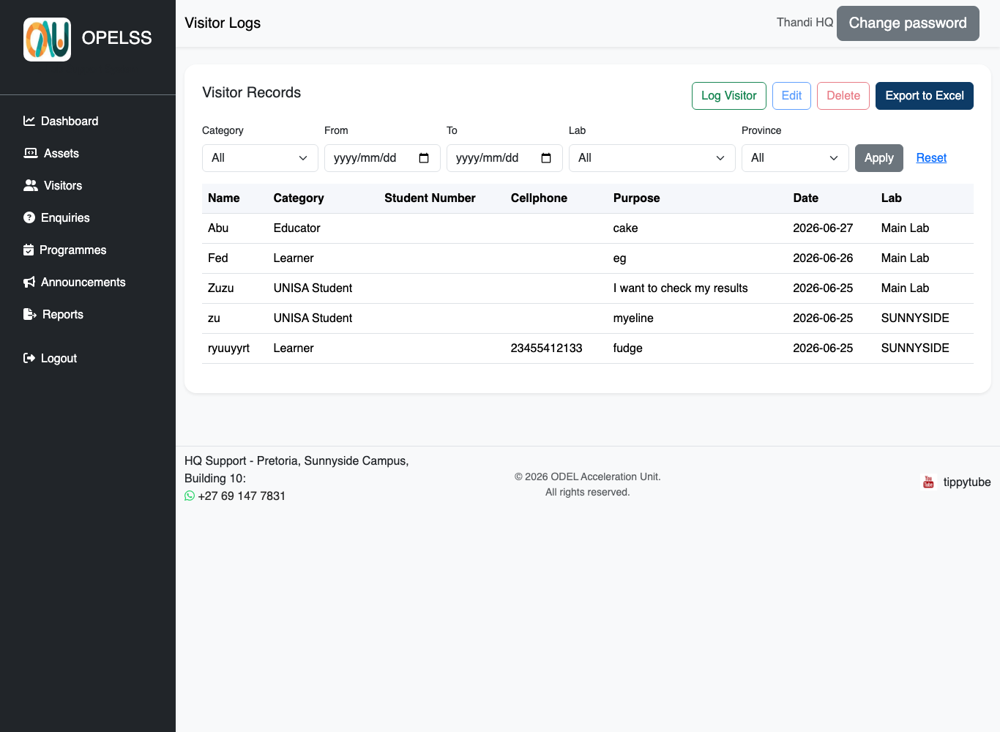 OPELSS
Dashboard
Assets
Visitors
Enquiries
Programmes
Announcements
Reports
Logout
Visitor Logs
Thandi HQ Change password
Visitor Records
Log Visitor Edit Delete Export to Excel
Category From To Lab Province
All yyyy/mm/dd yyyy/mm/dd All All Apply Reset
Name Category Student Number Cellphone Purpose Date Lab
Abu Educator cake 2026-06-27 Main Lab
Fed Learner eg 2026-06-26 Main Lab
Zuzu UNISA Student I want to check my results 2026-06-25 Main Lab
zu UNISA Student myeline 2026-06-25 SUNNYSIDE
ryuuyyrt Learner 23455412133 fudge 2026-06-25 SUNNYSIDE
HQ Support - Pretoria, Sunnyside Campus,
Building 10:
+27 69 147 7831
© 2026 ODEL Acceleration Unit.
All rights reserved.
You
Tube
tippytube